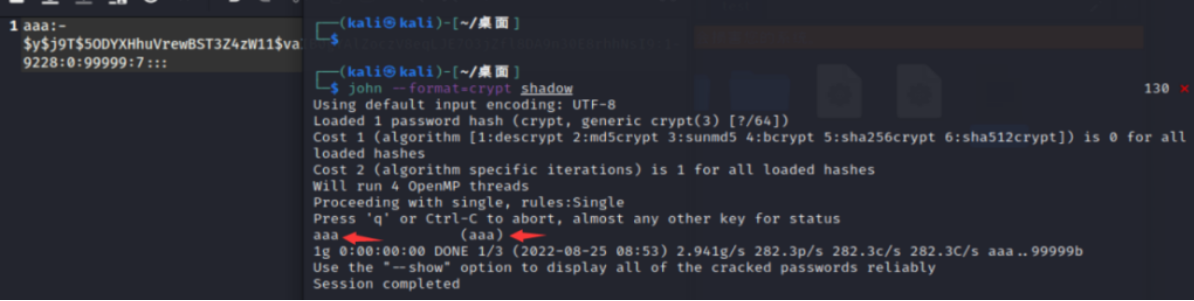 1 aaa:-
$y$j9T$5ODYXHhuVrewBST3Z4zW11$va
9228:0:99999:7:::
┌──(kali㉿kali)-[~/桌面]
└─$
┌──(kali㉿kali)-[~/桌面]
└─$ john --format=crypt shadow
130 ×
Using default input encoding: UTF-8
Loaded 1 password hash (crypt, generic crypt(3) [?/64])
Cost 1 (algorithm [1:descrypt 2:md5crypt 3:sunmd5 4:bcrypt 5:sha256crypt 6:sha512crypt]) is 0 for all
loaded hashes
Cost 2 (algorithm specific iterations) is 1 for all loaded hashes
Will run 4 OpenMP threads
Proceeding with single, rules:Single
Press 'q' or Ctrl-C to abort, almost any other key for status
aaa (aaa)
1g 0:00:00:00 DONE 1/3 (2022-08-25 08:53) 2.941g/s 282.3p/s 282.3c/s 282.3C/s aaa..99999b
Use the "--show" option to display all of the cracked passwords reliably
Session completed